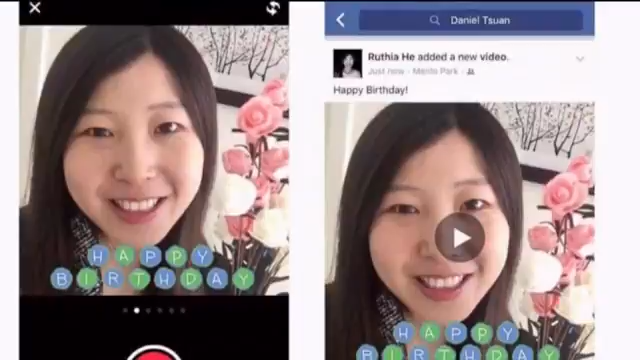 HAPPY
BIRTHDAY
Daniel Tsuan
Ruthia He added a new video.
Just now · Menlo Park ·
Happy Birthday!
HAPPY
BIRTHDAY